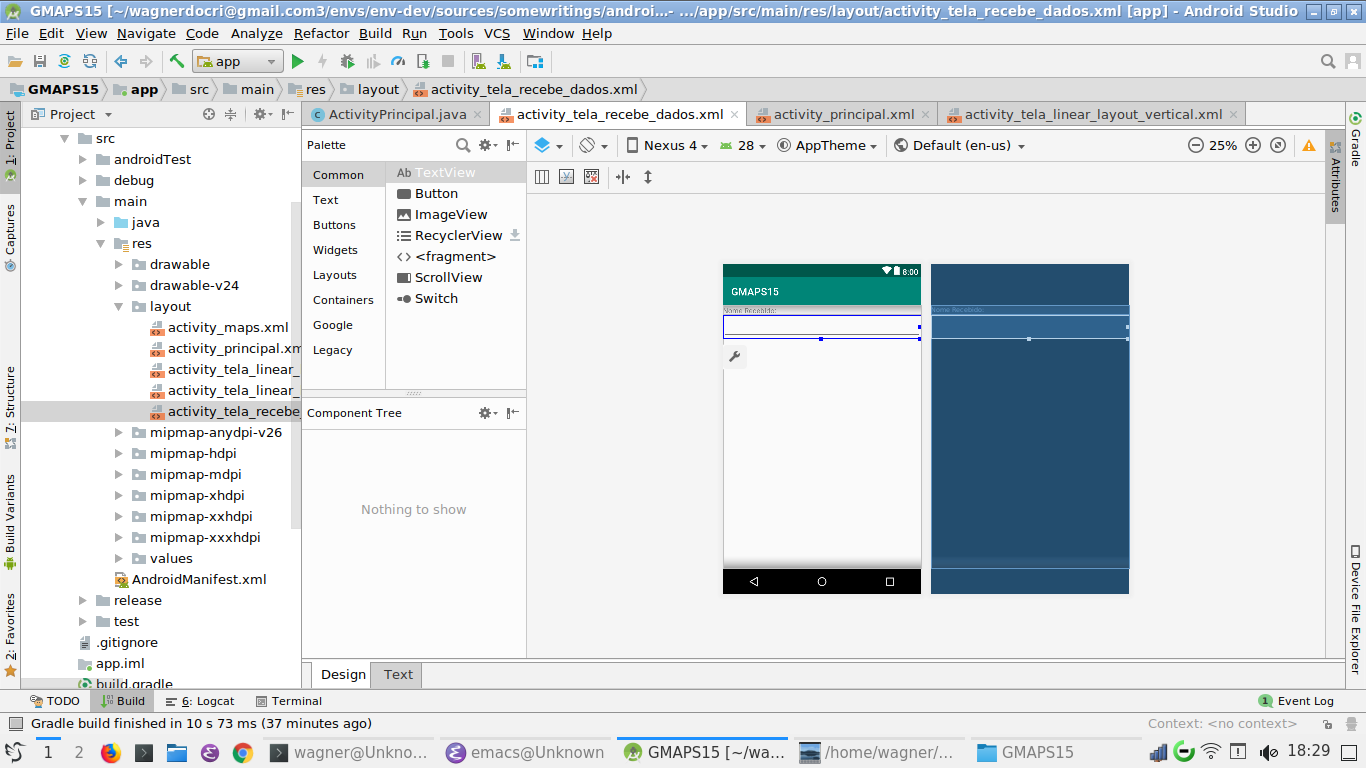 GMAPS15 [~/wagnerdocri@gmail.com3/envs/env-dev/sources/somewritings/androi...- .../app/src/main/res/layout/activity_tela_recebe_dados.xml [app] - Android Studio
File Edit View Navigate Code Analyze Refactor Build Run Tools VCS Window Help
app
GMAPS15 app src main res layout activity_tela_recebe_dados.xml
Project
ActivityPrincipal.java activity_tela_recebe_dados.xml activity_principal.xml activity_tela_linear_layout_vertical.xml
1: Project
Captures
7: Structure
Build Variants
2: Favorites
src
androidTest
debug
main
java
res
drawable
drawable-v24
layout
activity_maps.xml
activity_principal.xm
activity_tela_linear_
activity_tela_linear_
activity_tela_recebe_
mipmap-anydpi-v26
mipmap-hdpi
mipmap-mdpi
mipmap-xhdpi
mipmap-xxhdpi
mipmap-xxxhdpi
values
AndroidManifest.xml
release
test
.gitignore
app.iml
build.gradle
Palette
Common
Text
Buttons
Widgets
Layouts
Containers
Google
Legacy
Ab TextView
Button
ImageView
RecyclerView
<fragment>
ScrollView
Switch
Component Tree
Nothing to show
Nexus 4 28 AppTheme Default (en-us) 25%
8:00
GMAPS15
Nome Recebido:
Nome Recebido:
Gradle
Attributes
Device File Explorer
Design Text
TODO Build 6: Logcat Terminal 1 Event Log
Gradle build finished in 10 s 73 ms (37 minutes ago) Context: <no context>
1 2 wagner@Unkno... emacs@Unknown GMAPS15 [~/wa... /home/wagner/... GMAPS15 18:29